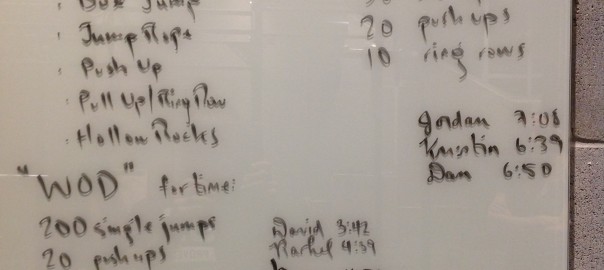 Box Jump
Jump Rope
Push Up
Pull Up/Ring Row
Hollow Rocks
"WOD" for time:
200 single jumps
20 push ups
20 push ups
10 ring rows
Jordan 7:08
Kristin 6:39
Dan 6:50
David 3:42
Rachel 4:39